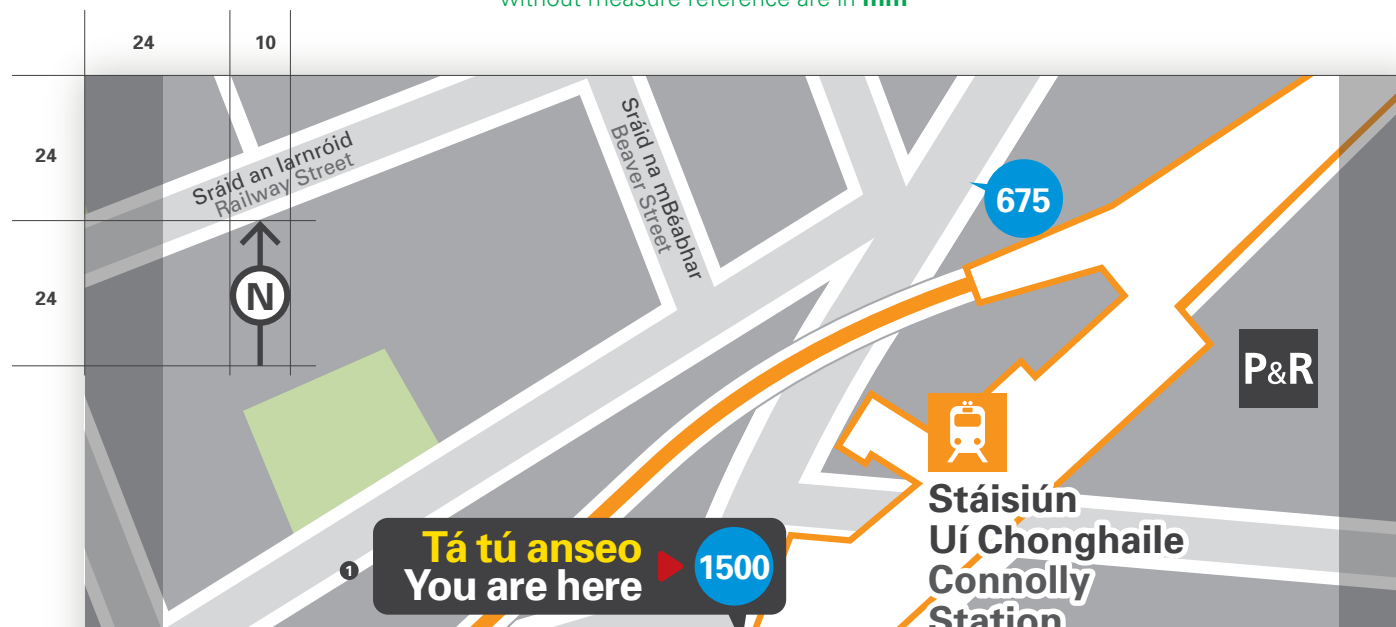 without measure reference are in mm
24
10
24
24
Sráid an Iarnróid
Railway Street
Sráid na mBéabhar
Beaver Street
675
N
P&R
Stáisiún
Uí Chonghaile
Connolly
Station
1
Tá tú anseo
You are here
1500